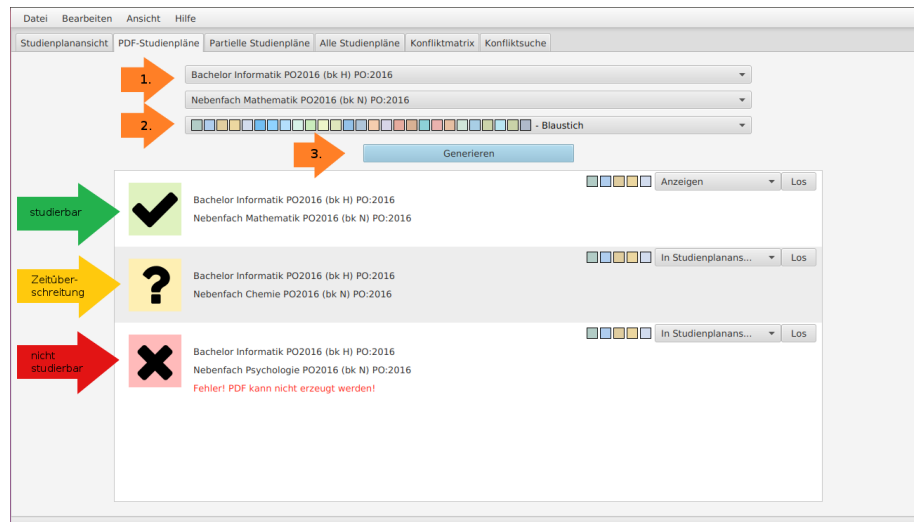 Datei Bearbeiten Ansicht Hilfe
Studienplanansicht PDF-Studienpläne Partielle Studienpläne Alle Studienpläne Konfliktmatrix Konfliktsuche
1. Bachelor Informatik PO2016 (bk H) PO:2016
Nebenfach Mathematik PO2016 (bk N) PO:2016
2. - Blaustich
3. Generieren
Anzeigen Los
studierbar
Bachelor Informatik PO2016 (bk H) PO:2016
Nebenfach Mathematik PO2016 (bk N) PO:2016
In Studienplanans... Los
Zeitüber-
schreitung
Bachelor Informatik PO2016 (bk H) PO:2016
Nebenfach Chemie PO2016 (bk N) PO:2016
In Studienplanans... Los
nicht
studierbar
Bachelor Informatik PO2016 (bk H) PO:2016
Nebenfach Psychologie PO2016 (bk N) PO:2016
Fehler! PDF kann nicht erzeugt werden!